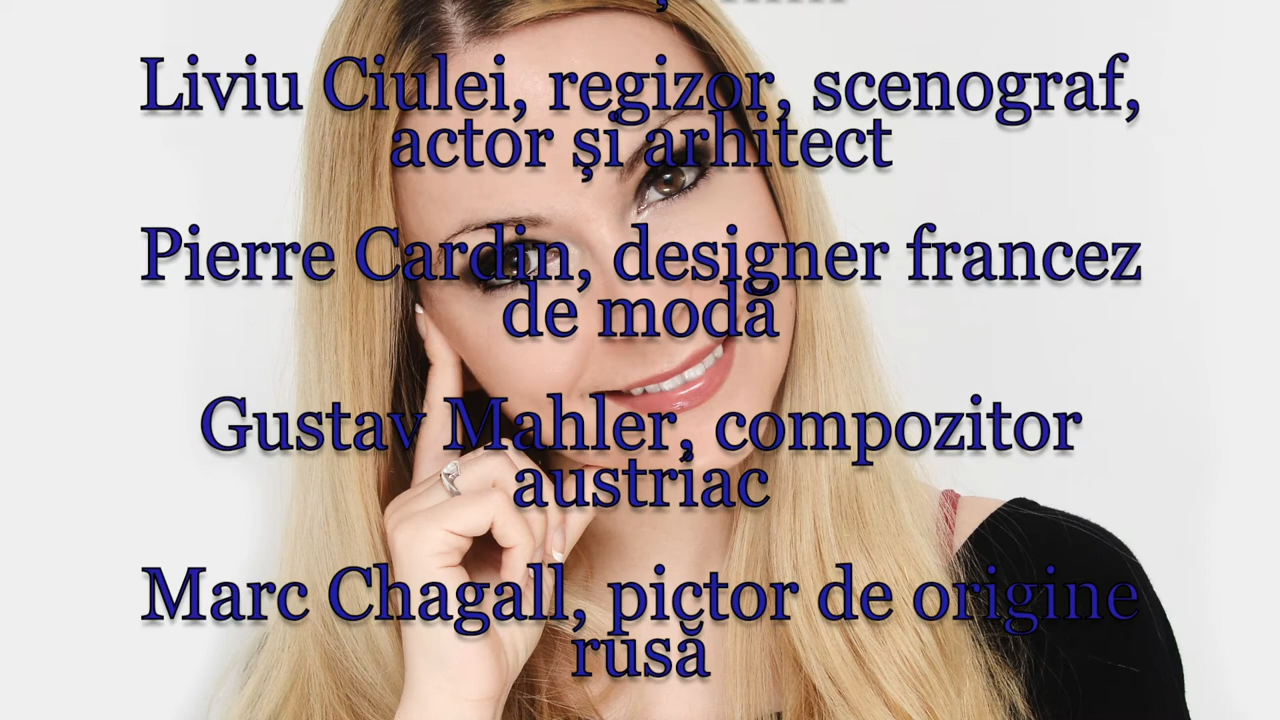 Liviu Ciulei, regizor, scenograf,
actor și arhitect
Pierre Cardin, designer francez
de modă
Gustav Mahler, compozitor
austriac
Marc Chagall, pictor de origine
rusă